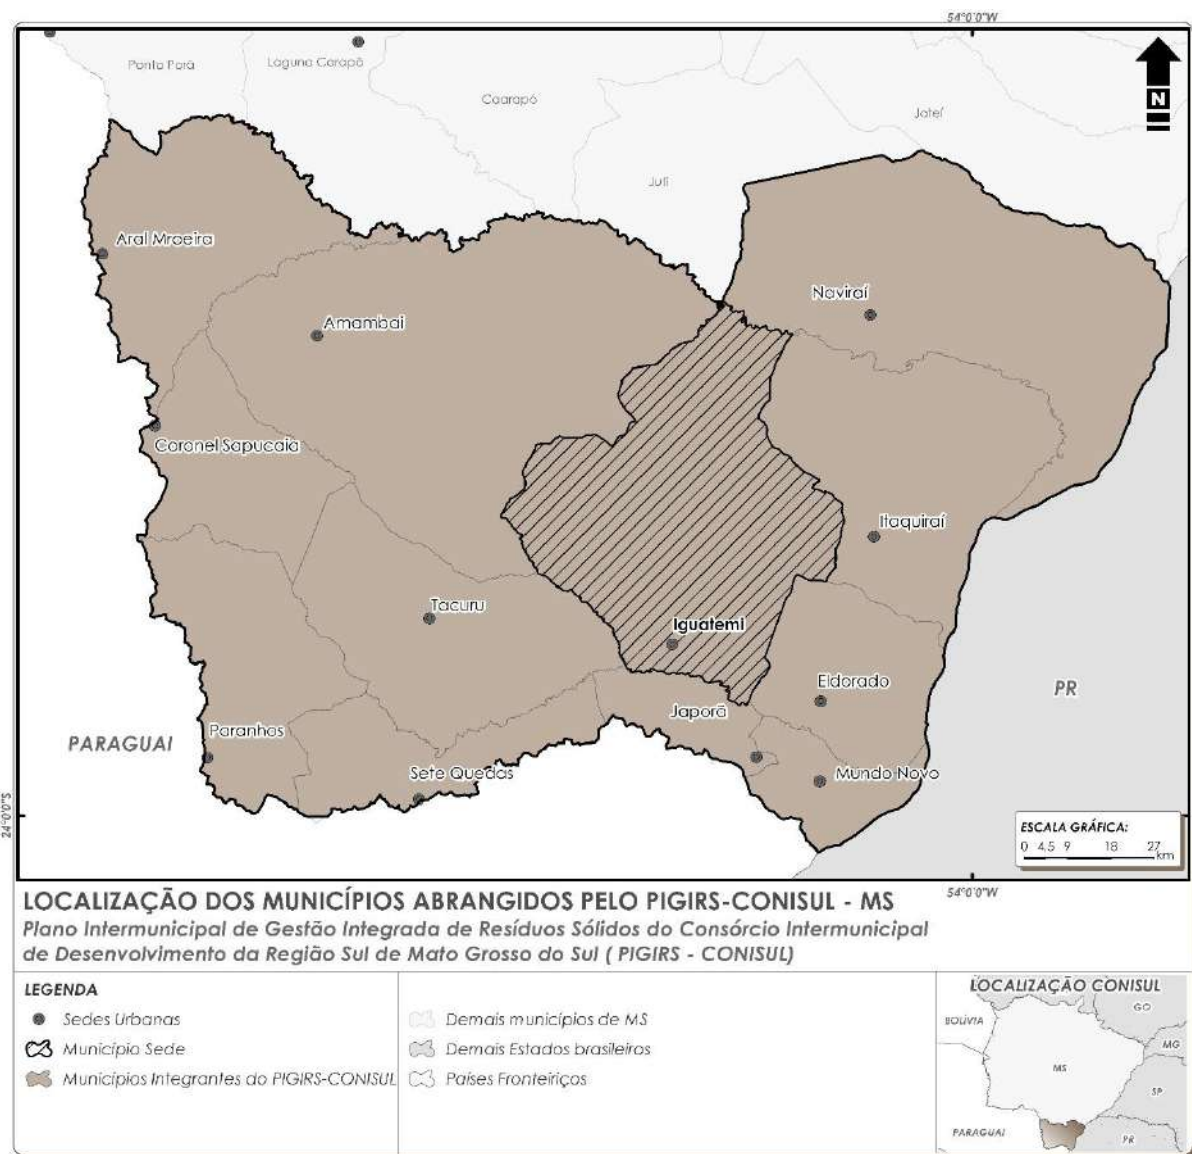 54°0'0"W
Ponta Porã
Laguna Carapã
Caarapó
Jateí
N
Juti
Aral Mroeira
Naviraí
Amambai
Coronel Sapucaia
Itaquiraí
Tacuru
Iguatemi
Eldorado
PR
Japorã
Paranhos
PARAGUAI
Sete Quedas
Mundo Novo
24°0'0"S
ESCALA GRÁFICA:
0 4,5 9 18 27
km
54°0'0"W
LOCALIZAÇÃO DOS MUNICÍPIOS ABRANGIDOS PELO PIGIRS-CONISUL - MS
Plano Intermunicipal de Gestão Integrada de Resíduos Sólidos do Consórcio Intermunicipal
de Desenvolvimento da Região Sul de Mato Grosso do Sul ( PIGIRS - CONISUL)
LEGENDA
Sedes Urbanas
Município Sede
Municípios Integrantes do PIGIRS-CONISUL
Demais municípios de MS
Demais Estados brasileiros
Países Fronteiriços
LOCALIZAÇÃO CONISUL
GO
BOLÍVIA
MG
MS
SP
PARAGUAI
PR